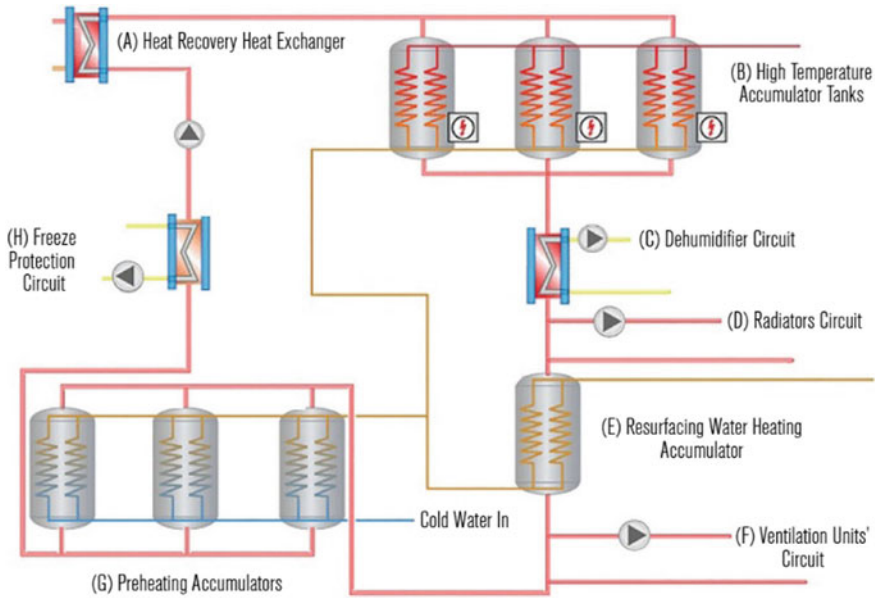 (A) Heat Recovery Heat Exchanger
(B) High Temperature
Accumulator Tanks
(C) Dehumidifier Circuit
(H) Freeze
Protection
Circuit
(D) Radiators Circuit
(E) Resurfacing Water Heating
Accumulator
Cold Water In
(F) Ventilation Units'
Circuit
(G) Preheating Accumulators